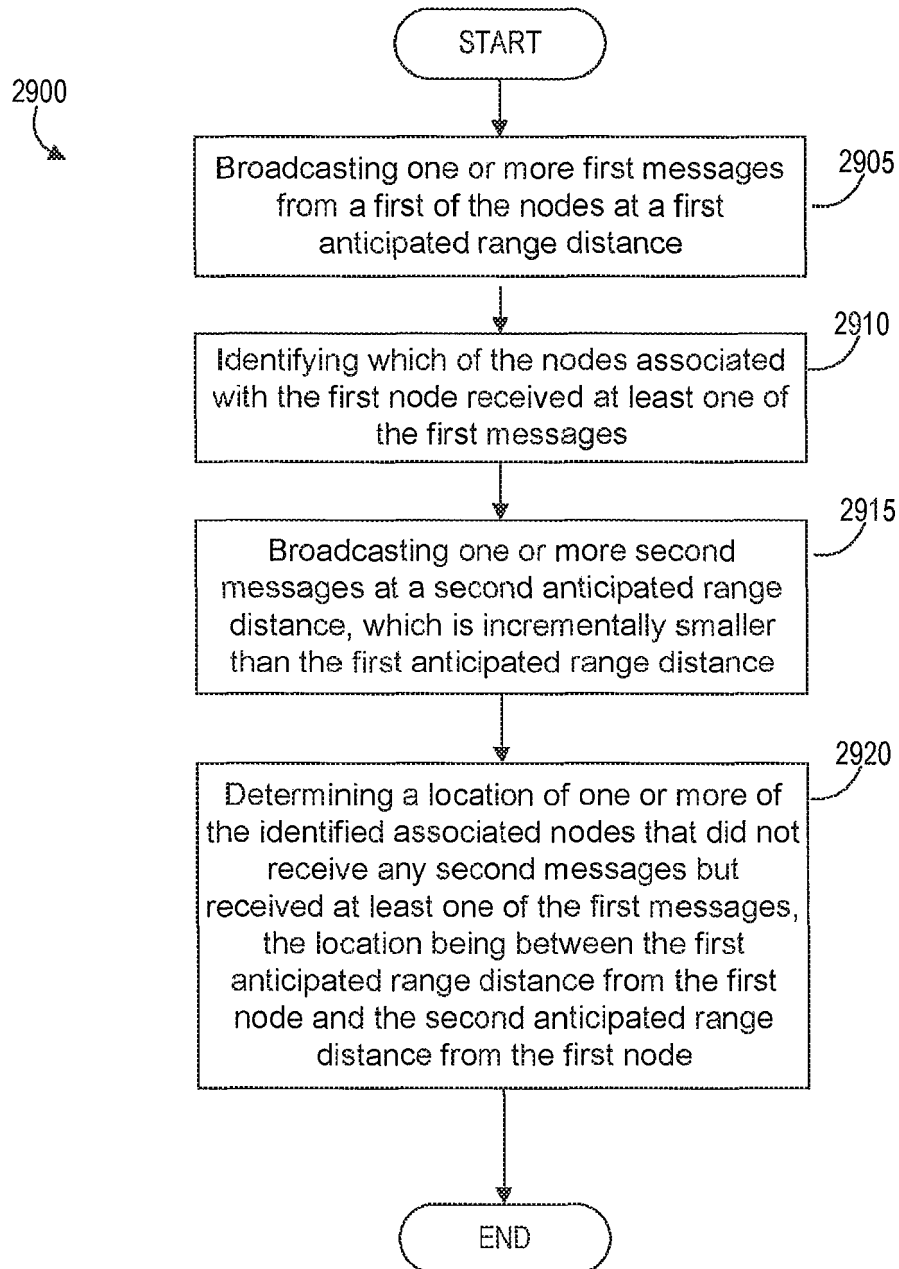 START
2900
Broadcasting one or more first messages
from a first of the nodes at a first
anticipated range distance
2905
Identifying which of the nodes associated
with the first node received at least one of
the first messages
2910
Broadcasting one or more second
messages at a second anticipated range
distance, which is incrementally smaller
than the first anticipated range distance
2915
Determining a location of one or more of
the identified associated nodes that did not
receive any second messages but
received at least one of the first messages,
the location being between the first
anticipated range distance from the first
node and the second anticipated range
distance from the first node
2920
END